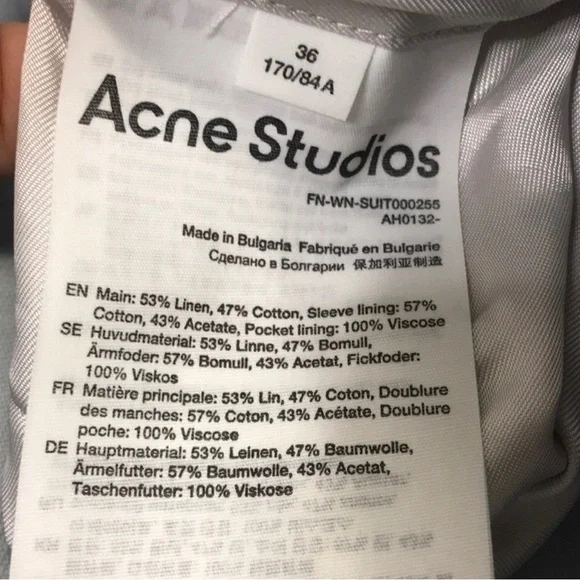 36
170/84A
Acne Studios
FN-WN-SUIT000255
AH0132-
Made in Bulgaria Fabriqué en Bulgarie
Сделано в Болгарии 保加利亚制造
EN Main: 53% Linen, 47% Cotton, Sleeve lining: 57%
Cotton, 43% Acetate, Pocket lining: 100% Viscose
SE Huvudmaterial: 53% Linne, 47% Bomull,
Ärmfoder: 57% Bomull, 43% Acetat, Fickfoder:
100% Viskos
FR Matière principale: 53% Lin, 47% Coton, Doublure
des manches: 57% Coton, 43% Acétate, Doublure
poche: 100% Viscose
DE Hauptmaterial: 53% Leinen, 47% Baumwolle,
Ärmelfutter: 57% Baumwolle, 43% Acetat,
Taschenfutter: 100% Viskose